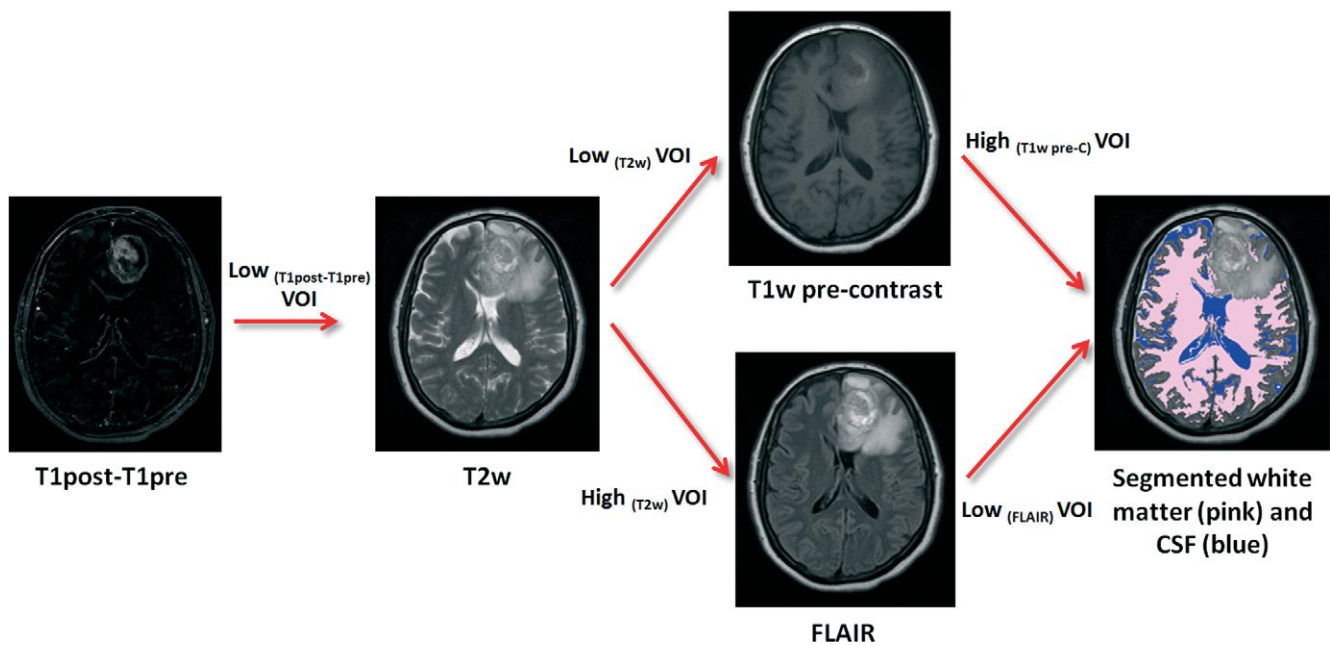 Low (T1post-T1pre)
VOI
T1post-T1pre
T2w
Low (T2w) VOI
High (T2w) VOI
T1w pre-contrast
FLAIR
High (T1w pre-C) VOI
Low (FLAIR) VOI
Segmented white
matter (pink) and
CSF (blue)